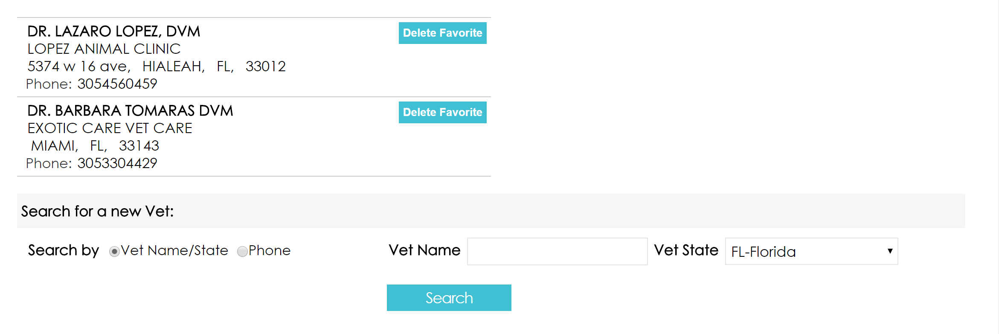 DR. LAZARO LOPEZ, DVM
Delete Favorite
LOPEZ ANIMAL CLINIC
5374 w 16 ave, HIALEAH, FL, 33012
Phone: 3054560459
DR. BARBARA TOMARAS DVM
Delete Favorite
EXOTIC CARE VET CARE
MIAMI, FL, 33143
Phone: 3053304429
Search for a new Vet:
Search by Vet Name/State Phone Vet Name Vet State FL-Florida
Search